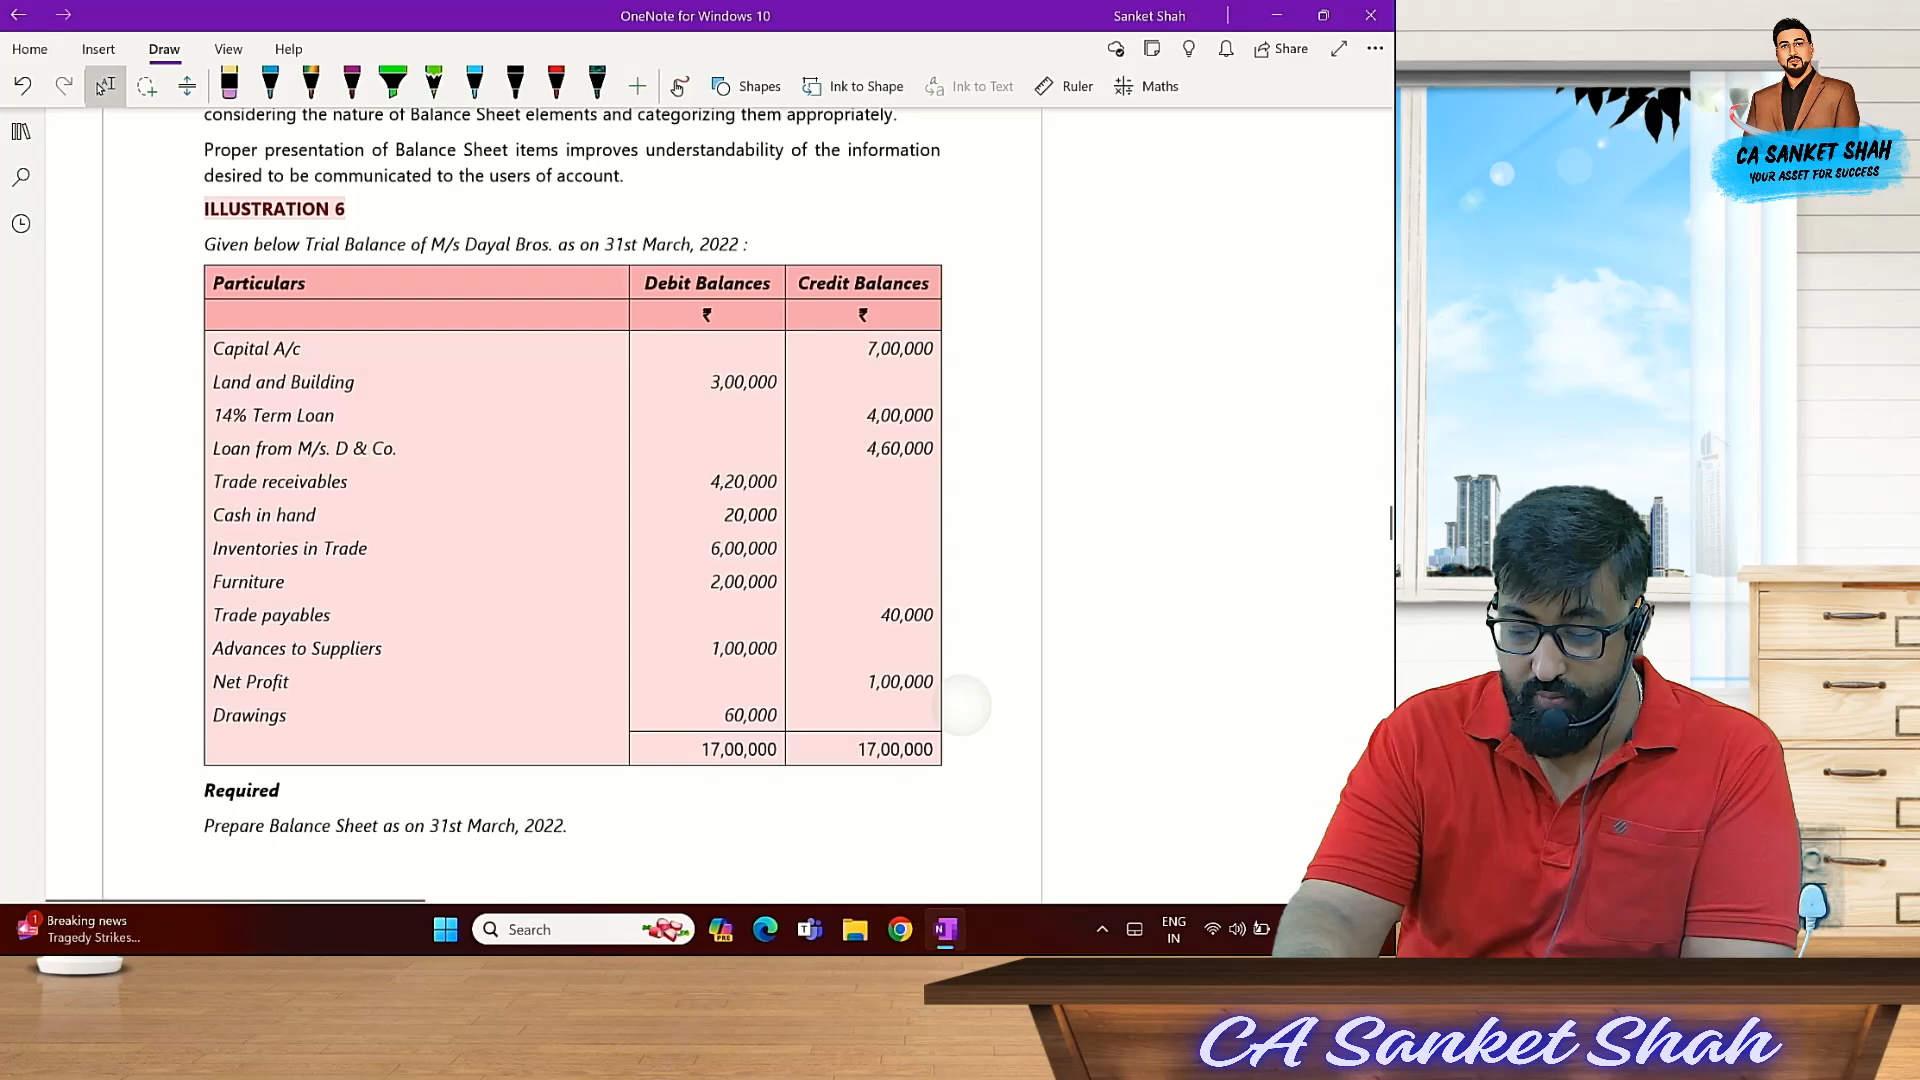 OneNote for Windows 10
Sanket Shah
Home Insert Draw View Help
Share
Shapes Ink to Shape Ink to Text Ruler Maths
considering the nature of Balance Sheet elements and categorizing them appropriately.
Proper presentation of Balance Sheet items improves understandability of the information
desired to be communicated to the users of account.
ILLUSTRATION 6
Given below Trial Balance of M/s Dayal Bros. as on 31st March, 2022 :
Particulars Debit Balances Credit Balances
₹ ₹
Capital A/c 7,00,000
Land and Building 3,00,000
14% Term Loan 4,00,000
Loan from M/s. D & Co. 4,60,000
Trade receivables 4,20,000
Cash in hand 20,000
Inventories in Trade 6,00,000
Furniture 2,00,000
Trade payables 40,000
Advances to Suppliers 1,00,000
Net Profit 1,00,000
Drawings 60,000
17,00,000 17,00,000
Required
Prepare Balance Sheet as on 31st March, 2022.
1
Breaking news
Tragedy Strikes...
Search
PRE
ENG
IN
CA SANKET SHAH
YOUR ASSET FOR SUCCESS
CA Sanket Shah